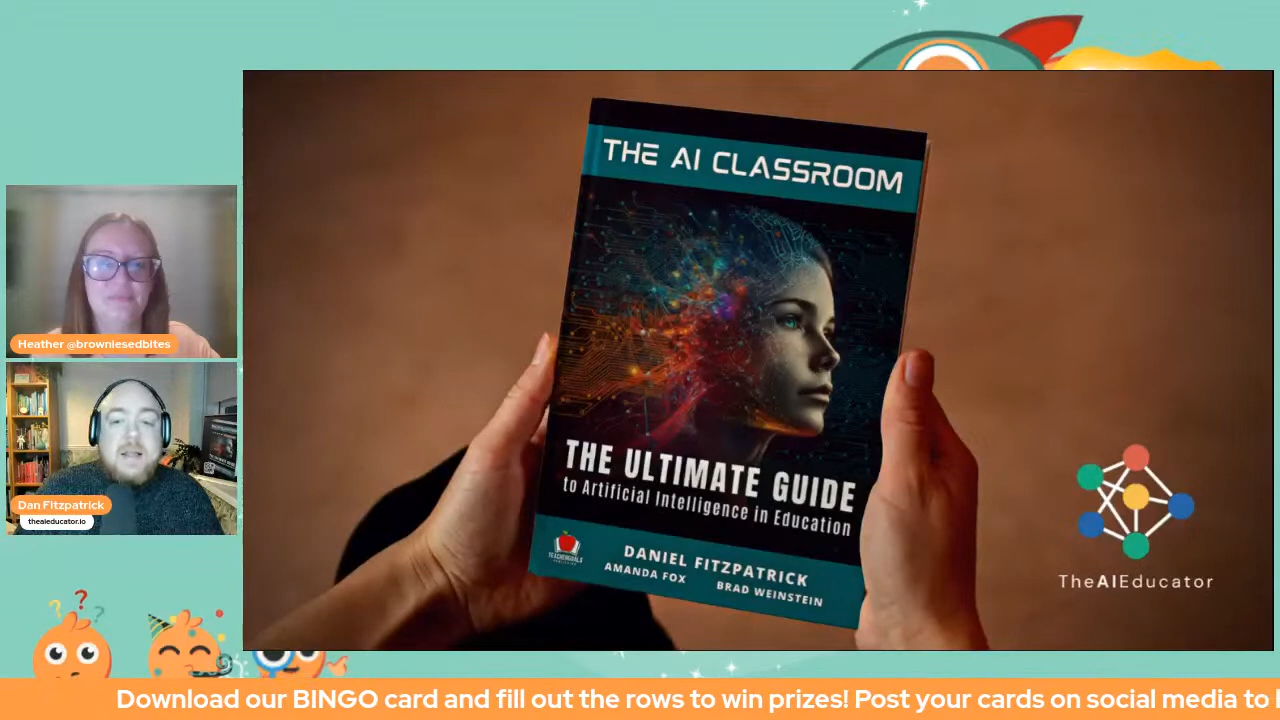 THE AI CLASSROOM
THE ULTIMATE GUIDE
to Artificial Intelligence in Education
TEACHERGOALS
DANIEL FITZPATRICK
AMANDA FOX BRAD WEINSTEIN
TheAIEducator
Heather @browniesedbites
Dan Fitzpatrick
theaieducator.io
Download our BINGO card and fill out the rows to win prizes! Post your cards on social media to